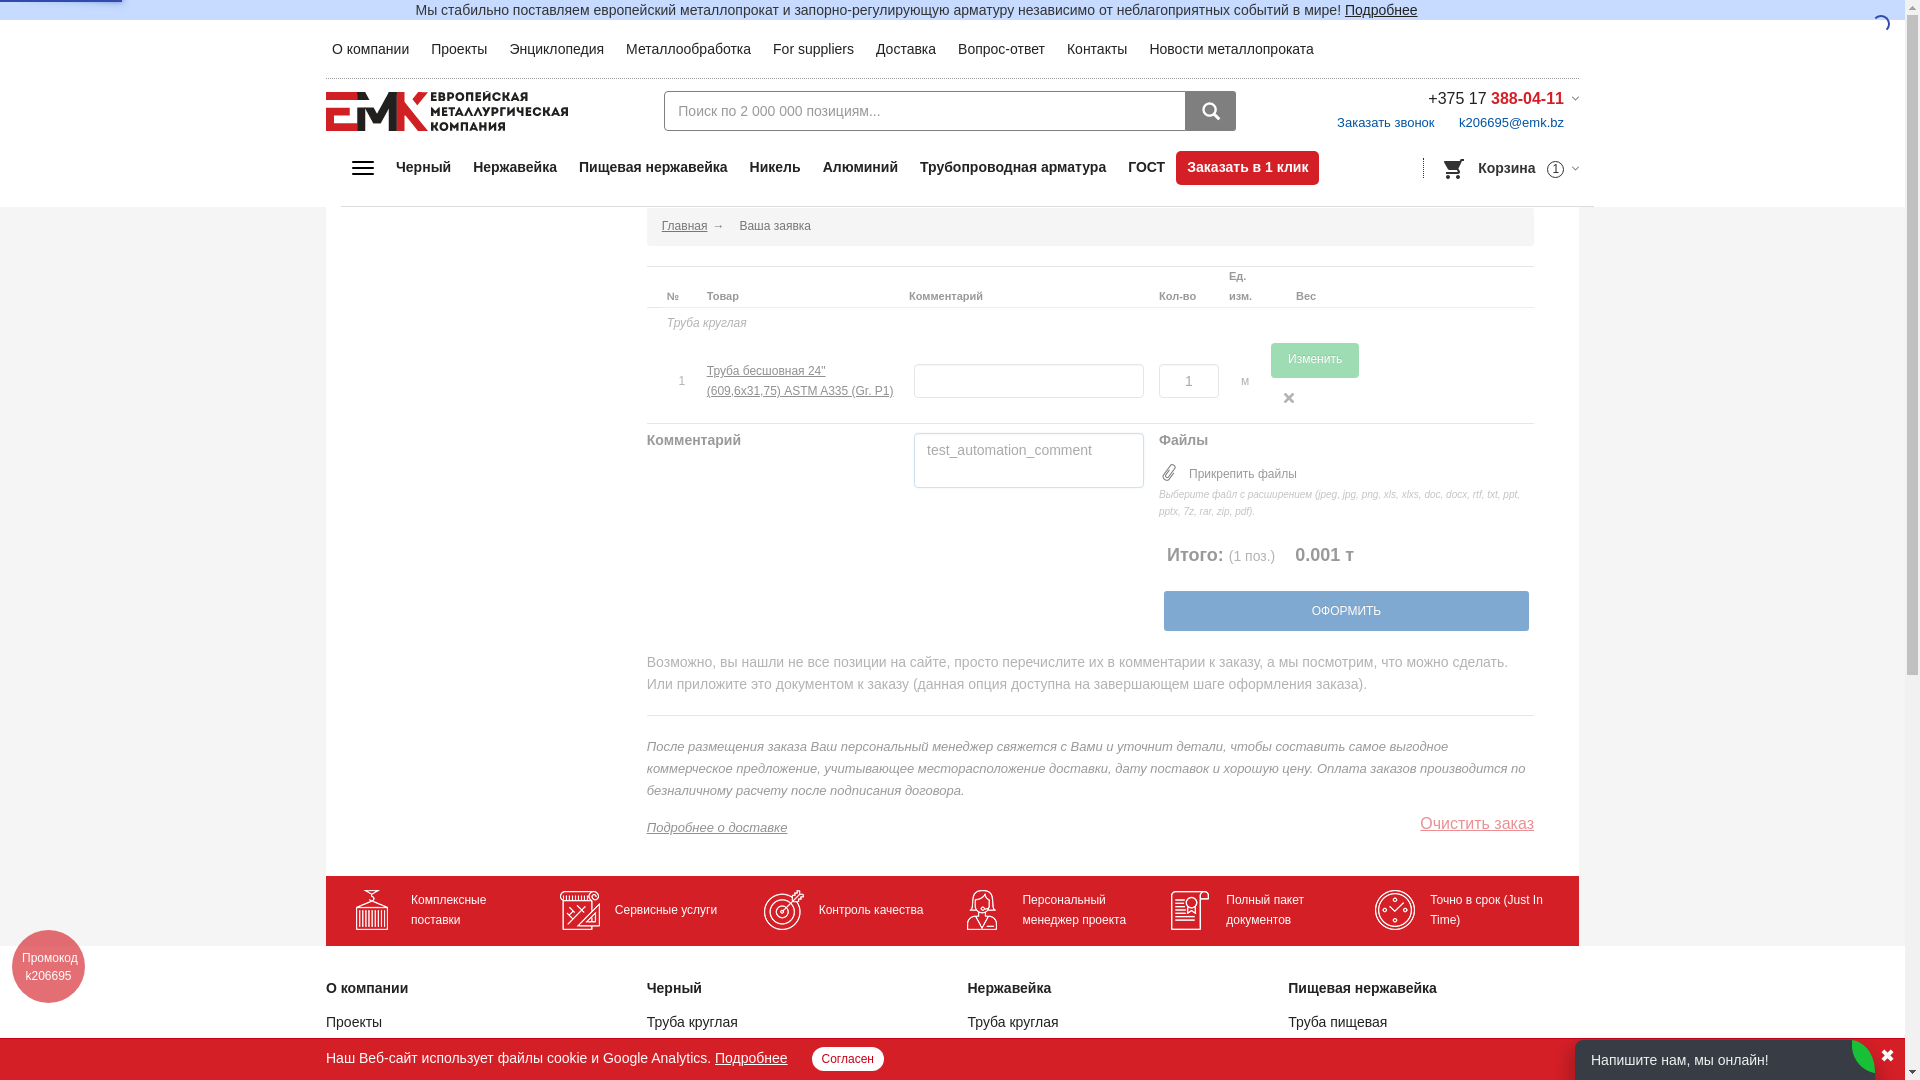 Мы стабильно поставляем европейский металлопрокат и запорно-регулирующую арматуру независимо от неблагоприятных событий в мире! Подробнее
О компании Проекты Энциклопедия Металлообработка For suppliers Доставка Вопрос-ответ Контакты Новости металлопроката
ЕМК ЕВРОПЕЙСКАЯ
МЕТАЛЛУРГИЧЕСКАЯ
КОМПАНИЯ
Поиск по 2 000 000 позициям...
+375 17 388-04-11
Заказать звонок k206695@emk.bz
Черный Нержавейка Пищевая нержавейка Никель Алюминий Трубопроводная арматура ГОСТ Заказать в 1 клик
Корзина 1
Главная → Ваша заявка
№ Товар Комментарий Кол-во Ед. изм. Вес
Труба круглая
1 Труба бесшовная 24"
(609,6х31,75) ASTM A335 (Gr. P1)
1 м Изменить
Комментарий
test_automation_comment
Файлы
Прикрепить файлы
Выберите файл с расширением (jpeg, jpg, png, xls, xlxs, doc, docx, rtf, txt, ppt,
pptx, 7z, rar, zip, pdf).
Итого: (1 поз.) 0.001 т
ОФОРМИТЬ
Возможно, вы нашли не все позиции на сайте, просто перечислите их в комментарии к заказу, а мы посмотрим, что можно сделать.
Или приложите это документом к заказу (данная опция доступна на завершающем шаге оформления заказа).
После размещения заказа Ваш персональный менеджер свяжется с Вами и уточнит детали, чтобы составить самое выгодное
коммерческое предложение, учитывающее месторасположение доставки, дату поставок и хорошую цену. Оплата заказов производится по
безналичному расчету после подписания договора.
Подробнее о доставке
Очистить заказ
Комплексные
поставки
Сервисные услуги
Контроль качества
Персональный
менеджер проекта
Полный пакет
документов
Точно в срок (Just In
Time)
Промокод
k206695
О компании Черный Нержавейка Пищевая нержавейка
Проекты Труба круглая Труба круглая Труба пищевая
Наш Веб-сайт использует файлы cookie и Google Analytics. Подробнее Согласен
Напишите нам, мы онлайн!